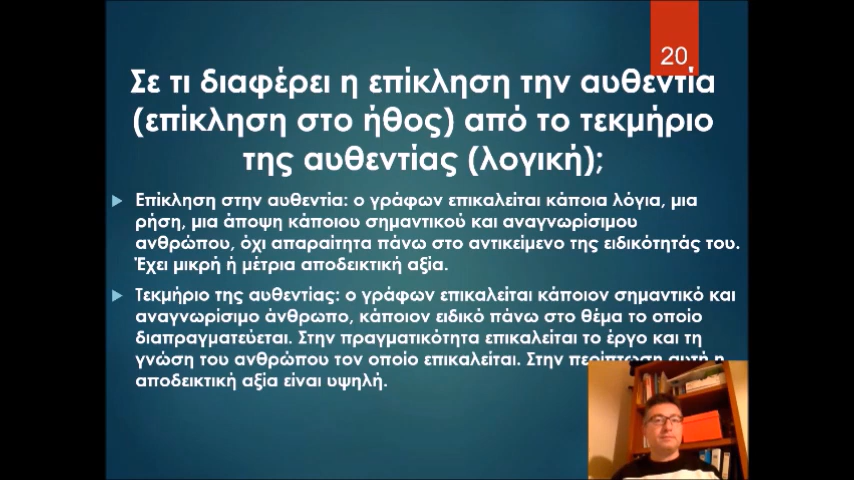 20
Σε τι διαφέρει η επίκληση την αυθεντία
(επίκληση στο ήθος) από το τεκμήριο
της αυθεντίας (λογική);
Επίκληση στην αυθεντία: ο γράφων επικαλείται κάποια λόγια, μια
ρήση, μια άποψη κάποιου σημαντικού και αναγνωρίσιμου
ανθρώπου, όχι απαραίτητα πάνω στο αντικείμενο της ειδικότητάς του.
Έχει μικρή ή μέτρια αποδεικτική αξία.
Τεκμήριο της αυθεντίας: ο γράφων επικαλείται κάποιον σημαντικό και
αναγνωρίσιμο άνθρωπο, κάποιον ειδικό πάνω στο θέμα το οποίο
διαπραγματεύεται. Στην πραγματικότητα επικαλείται το έργο και τη
γνώση του ανθρώπου τον οποίο επικαλείται. Στην περίπτωση αυτή η
αποδεικτική αξία είναι υψηλή.